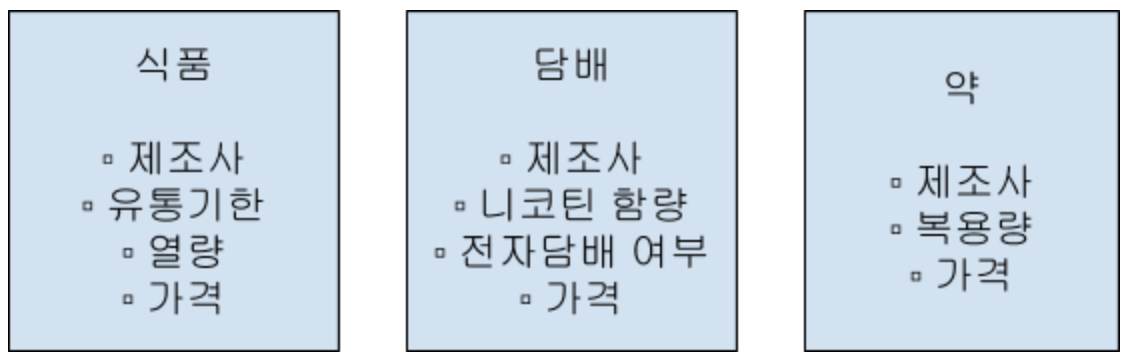 식품
▫ 제조사
▫ 유통기한
▫ 열량
▫ 가격
담배
▫ 제조사
▫ 니코틴 함량
▫ 전자담배 여부
▫ 가격
약
▫ 제조사
▫ 복용량
▫ 가격